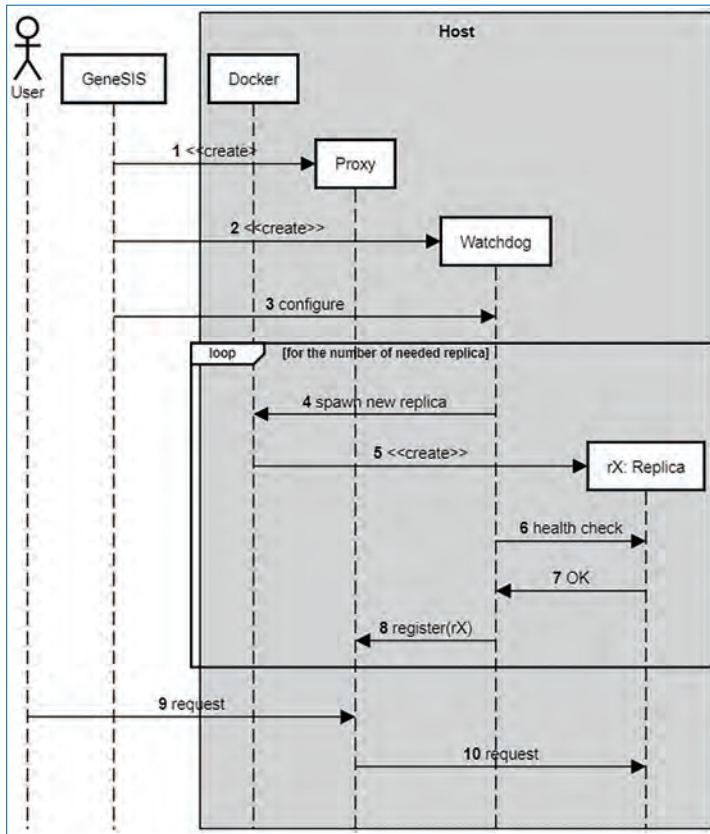 Host
User
GeneSIS
Docker
1 <<create>
Proxy
2 <<create>>
Watchdog
3 configure
loop
[for the number of needed replica]
4 spawn new replica
5 <<create>>
rX: Replica
6 health check
7 OK
8 register(rX)
9 request
10 request